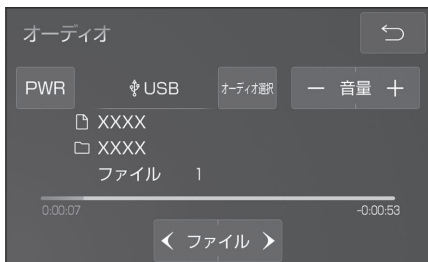 オーディオ
PWR USB オーディオ選択 － 音量 ＋
XXXX
XXXX
ファイル 1
0:00:07 -0:00:53
ファイル